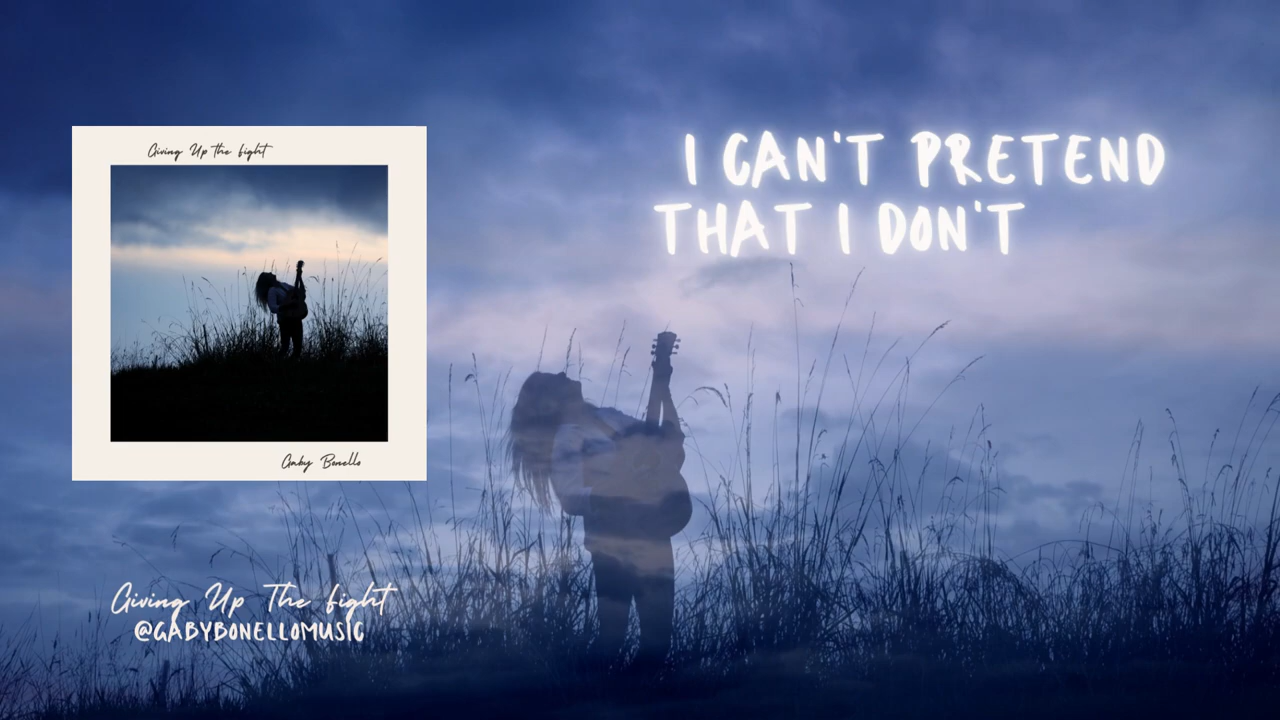 Giving Up the fight
Gaby Bonello
Giving Up The fight
@GABYBONELLOMUSIC
I CAN'T PRETEND
THAT I DON'T